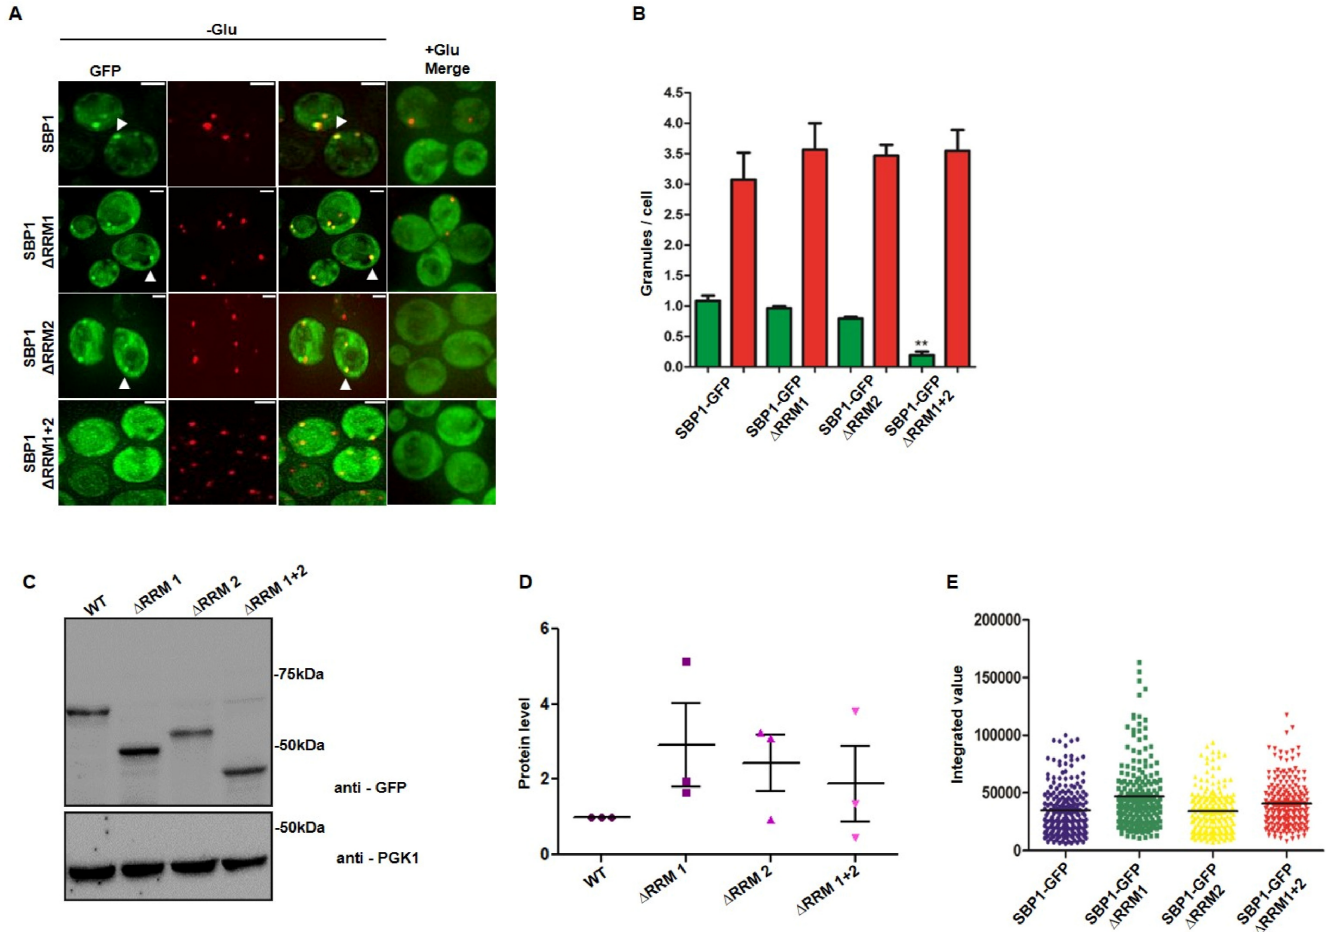 A
-Glu
GFP
+Glu
Merge
SBP1
SBP1
ΔRRM1
SBP1
ΔRRM2
SBP1
ΔRRM1+2
B
Granules / cell
4.5
4.0
3.5
3.0
2.5
2.0
1.5
1.0
0.5
0.0
**
SBP1-GFP
SBP1-GFP
ΔRRM1
SBP1-GFP
ΔRRM2
SBP1-GFP
ΔRRM1+2
C
WT
ΔRRM 1
ΔRRM 2
ΔRRM 1+2
-75kDa
-50kDa
anti - GFP
-50kDa
anti - PGK1
D
Protein level
6
4
2
0
WT
ΔRRM 1
ΔRRM 2
ΔRRM 1+2
E
Integrated value
200000
150000
100000
50000
0
SBP1-GFP
SBP1-GFP
ΔRRM1
SBP1-GFP
ΔRRM2
SBP1-GFP
ΔRRM1+2